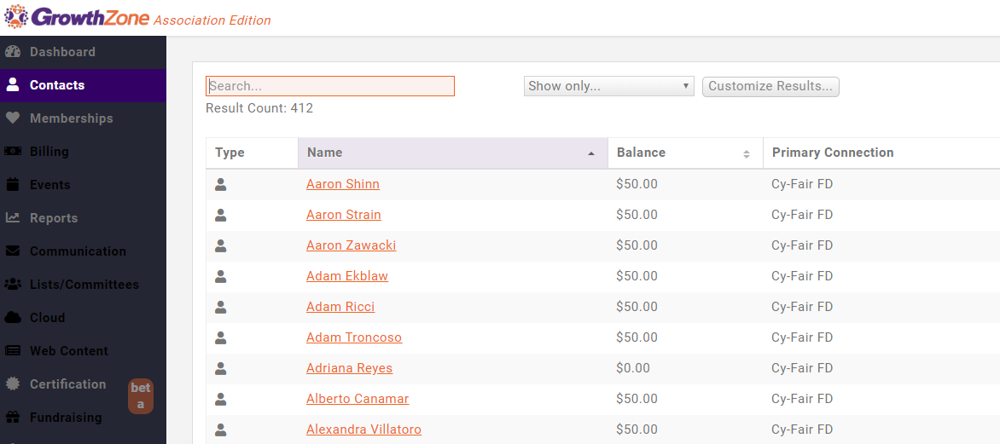 GrowthZone Association Edition
Dashboard
Contacts
Memberships
Billing
Events
Reports
Communication
Lists/Committees
Cloud
Web Content
Certification
bet
a
Fundraising
Search...
Show only...
Customize Results...
Result Count: 412
Type Name Balance Primary Connection
Aaron Shinn $50.00 Cy-Fair FD
Aaron Strain $50.00 Cy-Fair FD
Aaron Zawacki $50.00 Cy-Fair FD
Adam Ekblaw $50.00 Cy-Fair FD
Adam Ricci $50.00 Cy-Fair FD
Adam Troncoso $50.00 Cy-Fair FD
Adriana Reyes $0.00 Cy-Fair FD
Alberto Canamar $50.00 Cy-Fair FD
Alexandra Villatoro $50.00 Cy-Fair FD